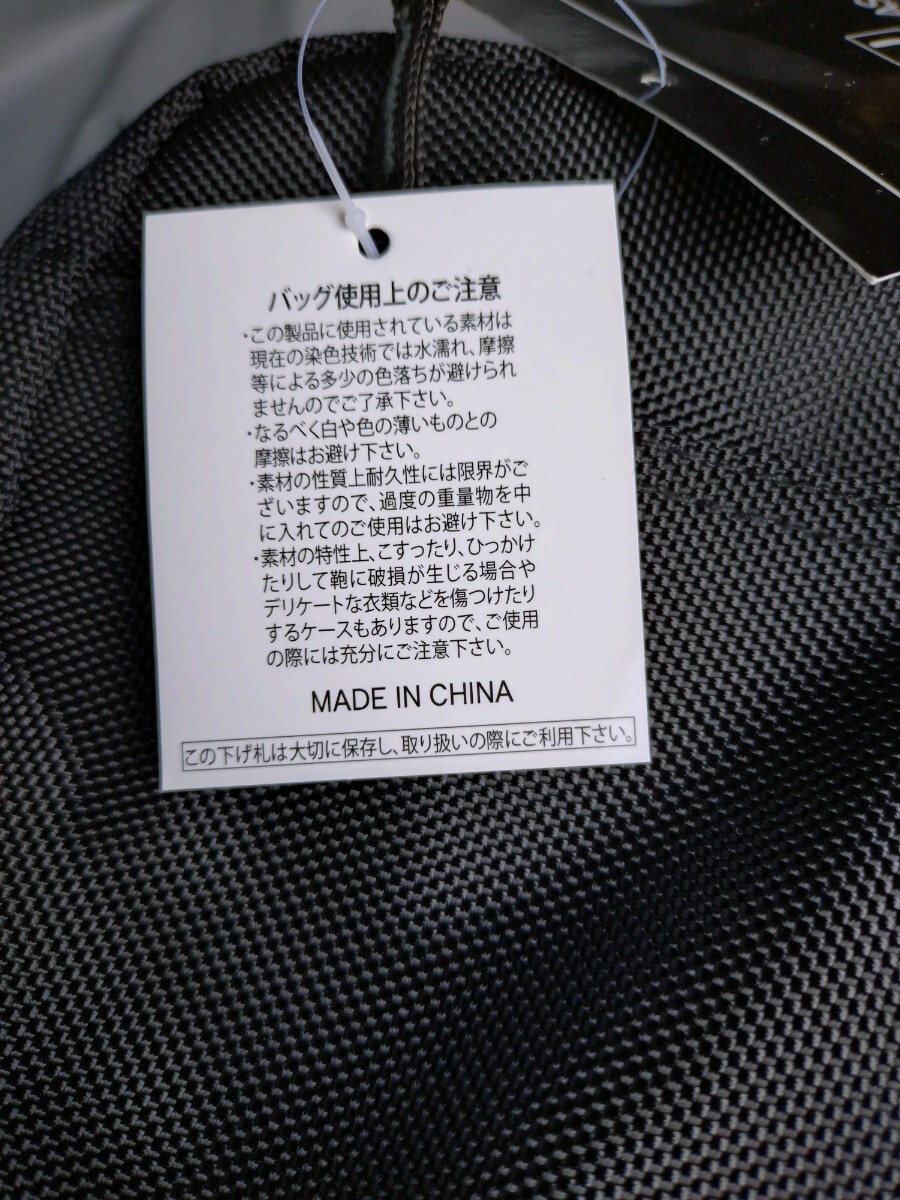 バッグ使用上のご注意
・この製品に使用されている素材は
現在の染色技術では水濡れ、摩擦
等による多少の色落ちが避けられ
ませんのでご了承下さい。
・なるべく白や色の薄いものとの
摩擦はお避け下さい。
・素材の性質上耐久性には限界がご
ざいますので、過度の重量物を中
に入れてのご使用はお避け下さい。
・素材の特性上、こすったり、ひっかけ
たりして鞄に破損が生じる場合や
デリケートな衣類などを傷つけたり
するケースもありますので、ご使用
の際には充分にご注意下さい。
MADE IN CHINA
この下げ札は大切に保存し、取り扱いの際にご利用下さい。